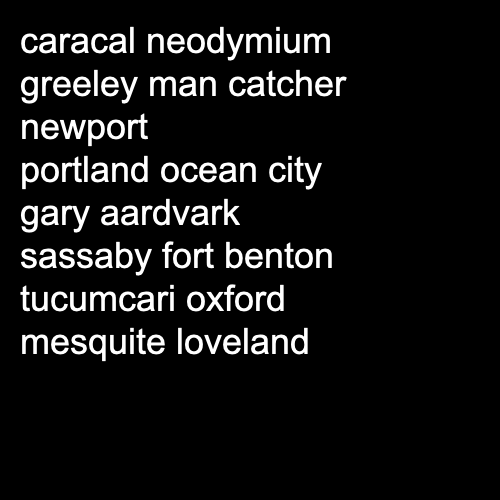 caracal neodymium
greeley man catcher
newport
portland ocean city
gary aardvark
sassaby fort benton
tucumcari oxford
mesquite loveland